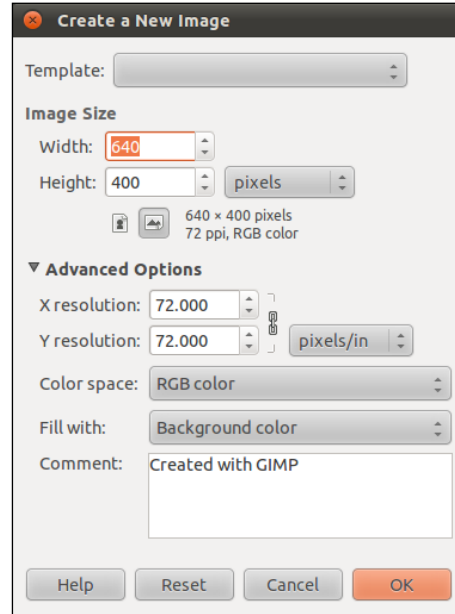 Create a New Image
Template:
Image Size
Width: 640
Height: 400 pixels
640 × 400 pixels
72 ppi, RGB color
Advanced Options
X resolution: 72.000
Y resolution: 72.000 pixels/in
Color space: RGB color
Fill with: Background color
Comment: Created with GIMP
Help Reset Cancel OK